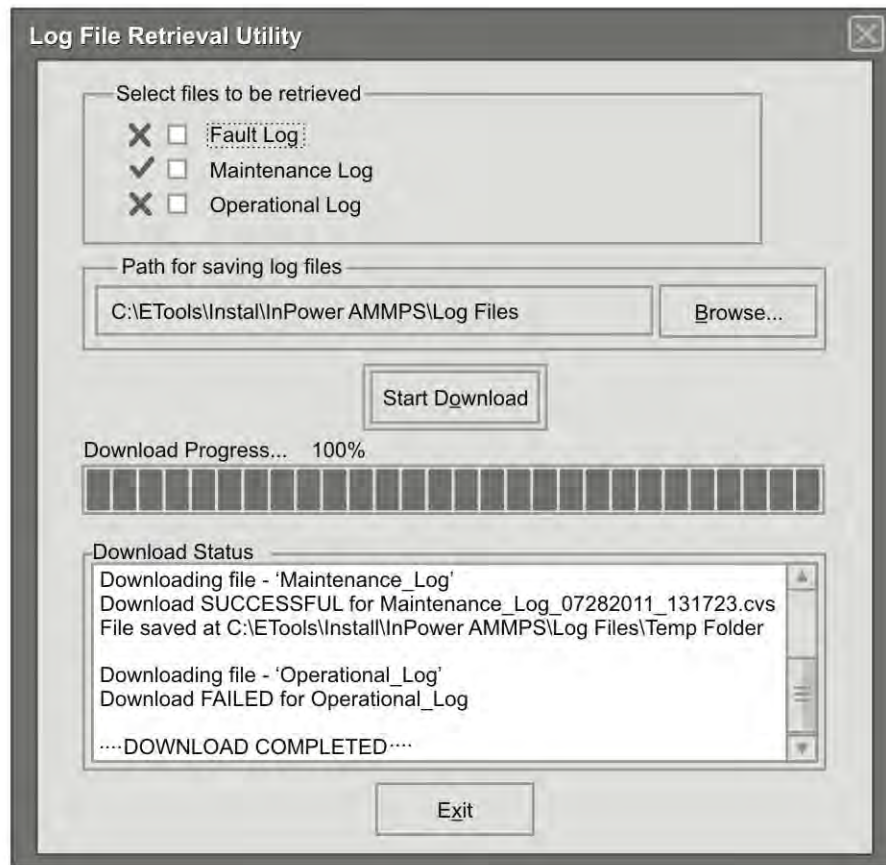 Log File Retrieval Utility
Select files to be retrieved
Fault Log
Maintenance Log
Operational Log
Path for saving log files
C:\ETools\Instal\InPower AMMPS\Log Files
Browse...
Start Download
Download Progress... 100%
Download Status
Downloading file - ‘Maintenance_Log’
Download SUCCESSFUL for Maintenance_Log_07282011_131723.cvs
File saved at C:\ETools\Install\InPower AMMPS\Log Files\Temp Folder
Downloading file - ‘Operational_Log’
Download FAILED for Operational_Log
····DOWNLOAD COMPLETED····
Exit